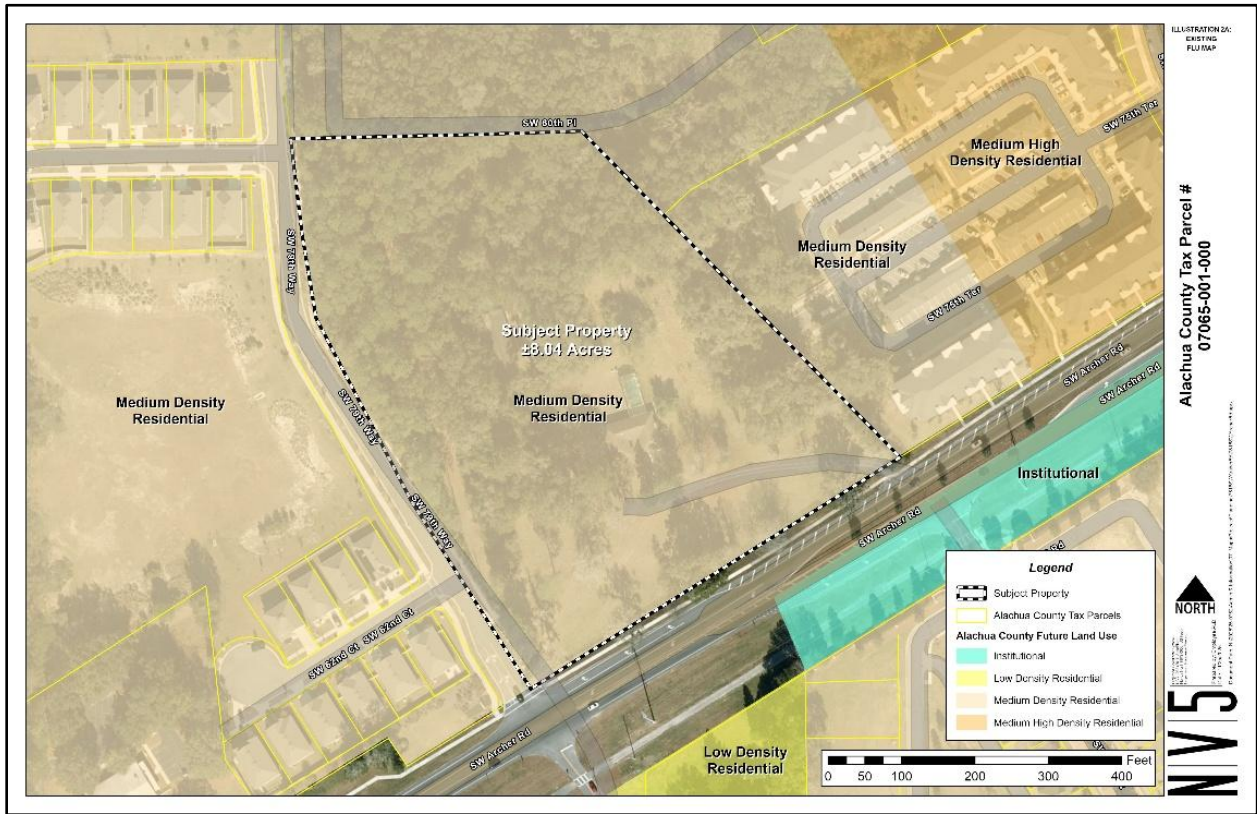 ILLUSTRATION 2A:
EXISTING
FLU MAP
Alachua County Tax Parcel #
07065-001-000
SW 60th Pl
SW 75th Ter
Medium High
Density Residential
SW 79th Way
Medium Density
Residential
SW 75th Ter
Subject Property
±8.04 Acres
SW Archer Rd
SW Archer Rd
Medium Density
Residential
SW 79th Way
Medium Density
Residential
Institutional
SW 79th Way
SW Archer Rd
SW 62nd Ct
SW 62nd Ct
SW Archer Rd
Low Density
Residential
Legend
Subject Property
Alachua County Tax Parcels
Alachua County Future Land Use
Institutional
Low Density Residential
Medium Density Residential
Medium High Density Residential
Feet
0 50 100 200 300 400
NORTH
N|V|5